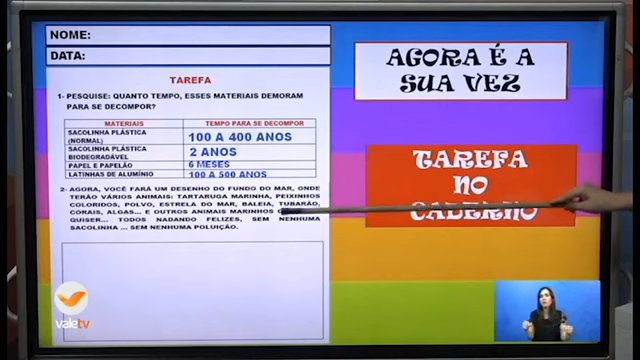 NOME:
DATA:
TAREFA
1- PESQUISE: QUANTO TEMPO, ESSES MATERIAIS DEMORAM
PARA SE DECOMPOR?
MATERIAIS TEMPO PARA SE DECOMPOR
SACOLINHA PLÁSTICA
(NORMAL) 100 A 400 ANOS
SACOLINHA PLÁSTICA
BIODEGRADÁVEL 2 ANOS
PAPEL E PAPELÃO 6 MESES
LATINHAS DE ALUMÍNIO 100 A 500 ANOS
2- AGORA, VOCÊ FARÁ UM DESENHO DO FUNDO DO MAR, ONDE
TERÃO VÁRIOS ANIMAIS: TARTARUGA MARINHA, PEIXINHOS
COLORIDOS, POLVO, ESTRELA DO MAR, BALEIA, TUBARÃO,
CORAIS, ALGAS... E OUTROS ANIMAIS MARINHOS
QUISER... TODOS NADANDO FELIZES, SEM NENHUMA
SACOLINHA ... SEM NENHUMA POLUIÇÃO.
AGORA É A
SUA VEZ
TAREFA
NO
CADERNO
valetv